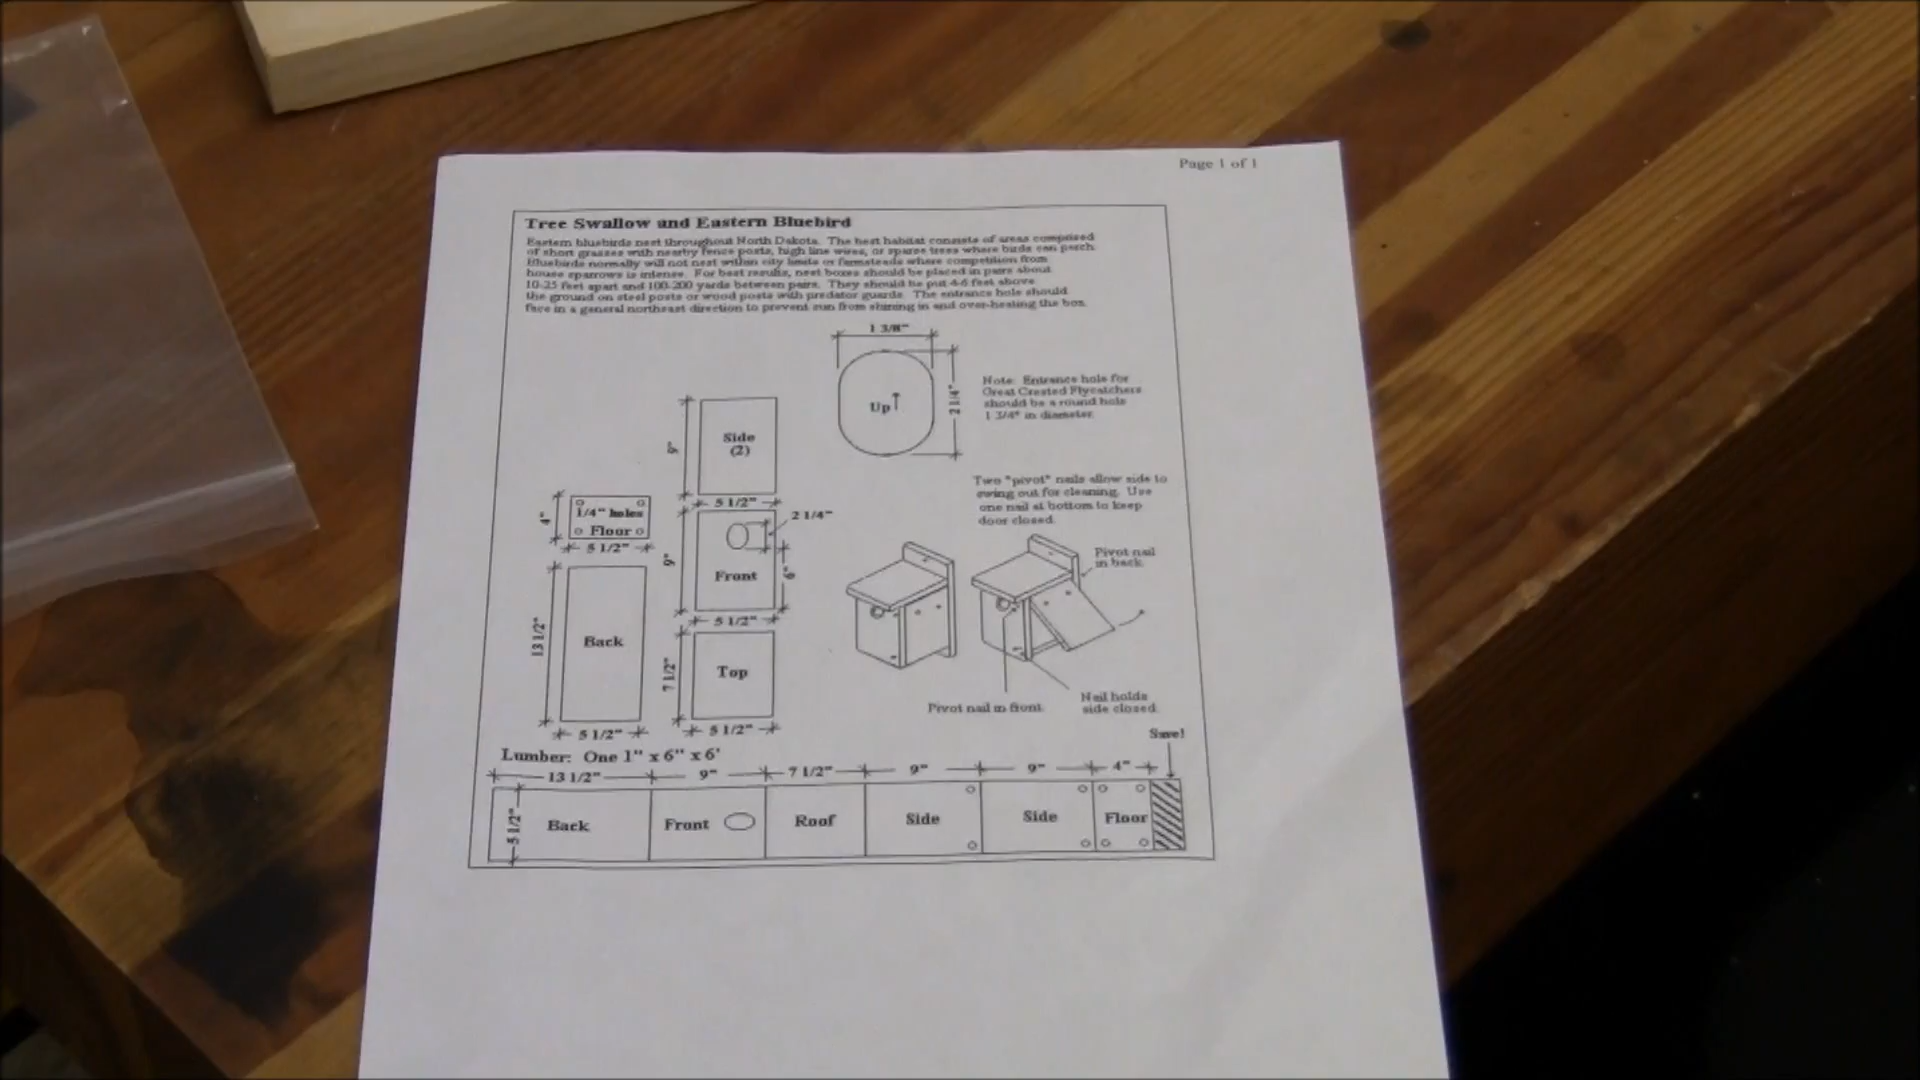 Page 1 of 1
Tree Swallow and Eastern Bluebird
Eastern bluebirds nest throughout North Dakota. The best habitat consists of areas comprised
of short grasses with nearby fence posts, high line wires, or sparse trees where birds can perch.
Bluebirds normally will not nest within city limits or farmsteads where competition from
house sparrows is intense. For best results, nest boxes should be placed in pairs about
10-25 feet apart and 100-200 yards between pairs. They should be put 4-6 feet above
the ground on steel posts or wood posts with predator guards. The entrance hole should
face in a general northeast direction to prevent sun from shining in and over-heating the box.
1 3/8"
Up
2 1/4"
Note: Entrance hole for
Great Crested Flycatchers
should be a round hole
1 3/4" in diameter.
9"
Side
(2)
5 1/2"
Two "pivot" nails allow side to
swing out for cleaning. Use
one nail at bottom to keep
door closed.
4"
1/4" holes
Floor
5 1/2"
2 1/4"
9"
Front
6"
5 1/2"
Pivot nail
in back
13 1/2"
Back
5 1/2"
7 1/2"
Top
5 1/2"
Pivot nail in front
Nail holds
side closed
Save!
Lumber: One 1" x 6" x 6'
13 1/2" 9" 7 1/2" 9" 9" 4"
5 1/2"
Back Front Roof Side Side Floor